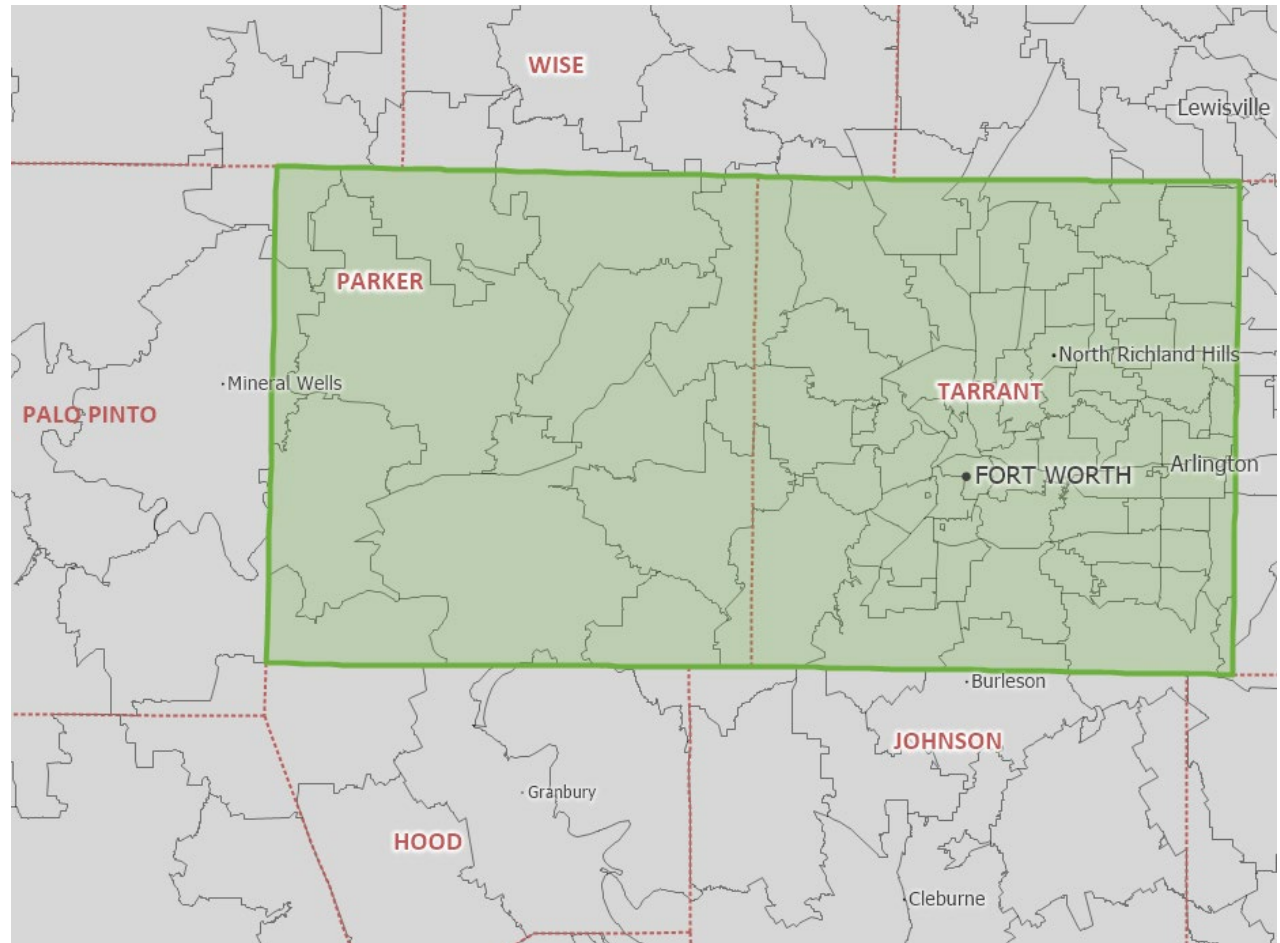 WISE
Lewisville
PARKER
North Richland Hills
Mineral Wells
TARRANT
PALO PINTO
Arlington
FORT WORTH
Burleson
JOHNSON
Granbury
HOOD
Cleburne